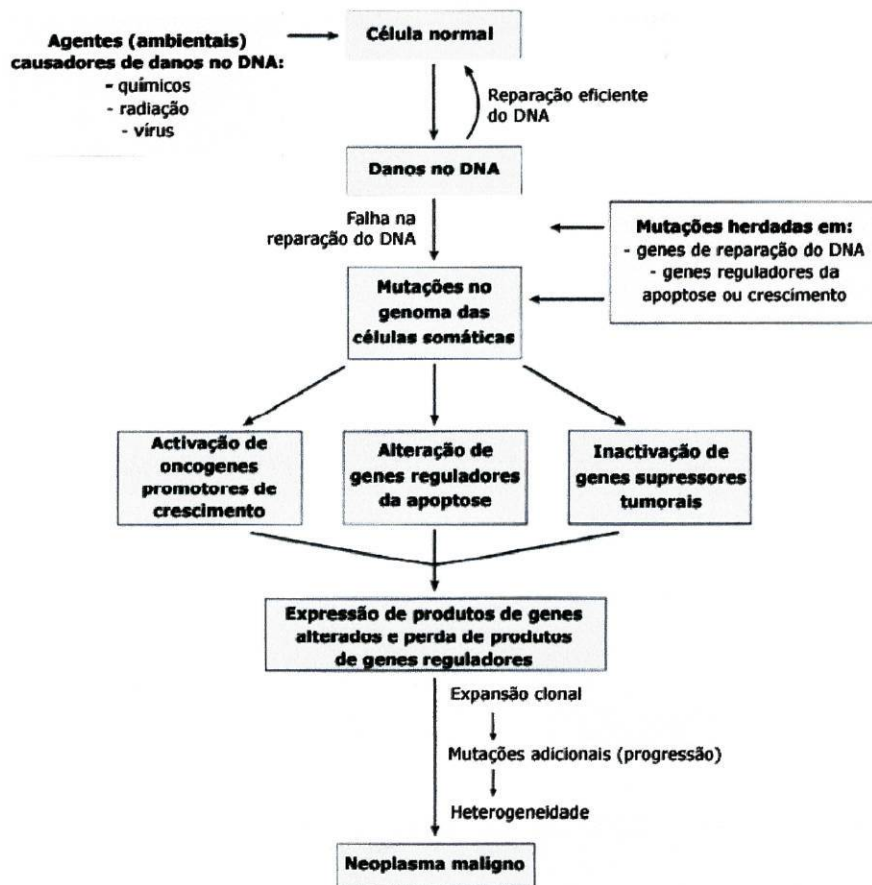 Agentes (ambientais)
causadores de danos no DNA:
- químicos
- radiação
- vírus
Célula normal
Reparação eficiente
do DNA
Danos no DNA
Falha na
reparação do DNA
Mutações herdadas em:
- genes de reparação do DNA
- genes reguladores da
apoptose ou crescimento
Mutações no
genoma das
células somáticas
Activação de
oncogenes
promotores de
crescimento
Alteração de
genes reguladores
da apoptose
Inactivação de
genes supressores
tumorais
Expressão de produtos de genes
alterados e perda de produtos
de genes reguladores
Expansão clonal
Mutações adicionais (progressão)
Heterogeneidade
Neoplasma maligno